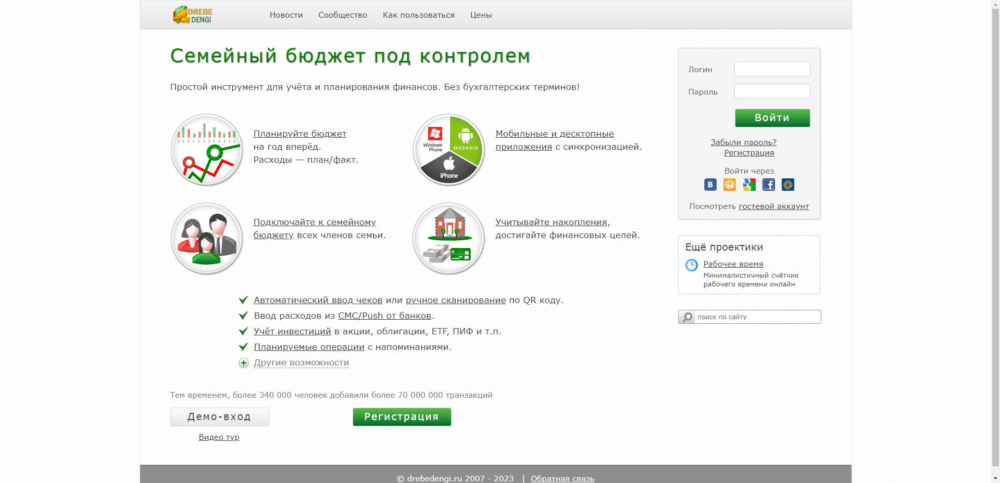 DREBE
DENGi
Новости
Сообщество
Как пользоваться
Цены
Семейный бюджет под контролем
Простой инструмент для учёта и планирования финансов. Без бухгалтерских терминов!
Планируйте бюджет
на год вперёд.
Расходы — план/факт.
Windows
Phone
ANDROID
iPhone
Мобильные и десктопные
приложения с синхронизацией.
Подключайте к семейному
бюджету всех членов семьи.
Учитывайте накопления,
достигайте финансовых целей.
Автоматический ввод чеков или ручное сканирование по QR коду.
Ввод расходов из СМС/Push от банков.
Учёт инвестиций в акции, облигации, ETF, ПИФ и т.п.
Планируемые операции с напоминаниями.
Другие возможности
Тем временем, более 340 000 человек добавили более 70 000 000 транзакций
Демо-вход
Регистрация
Видео тур
Логин
Пароль
Войти
Забыли пароль?
Регистрация
Войти через
Посмотреть гостевой аккаунт
Ещё проектики
Рабочее время
Минималистичный счётчик
рабочего времени онлайн
поиск по сайту
© drebedengi.ru 2007 - 2023 | Обратная связь